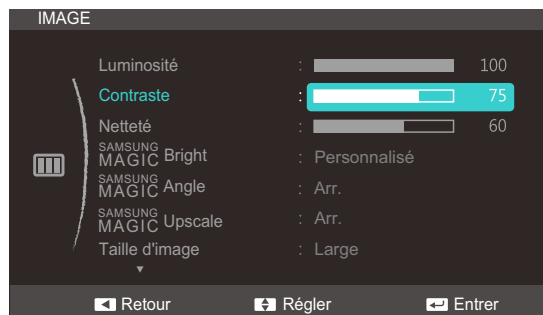 IMAGE
Luminosité : 100
Contraste : 75
Netteté : 60
SAMSUNG MAGIC Bright : Personnalisé
SAMSUNG MAGIC Angle : Arr.
SAMSUNG MAGIC Upscale : Arr.
Taille d'image : Large
Retour Régler Entrer